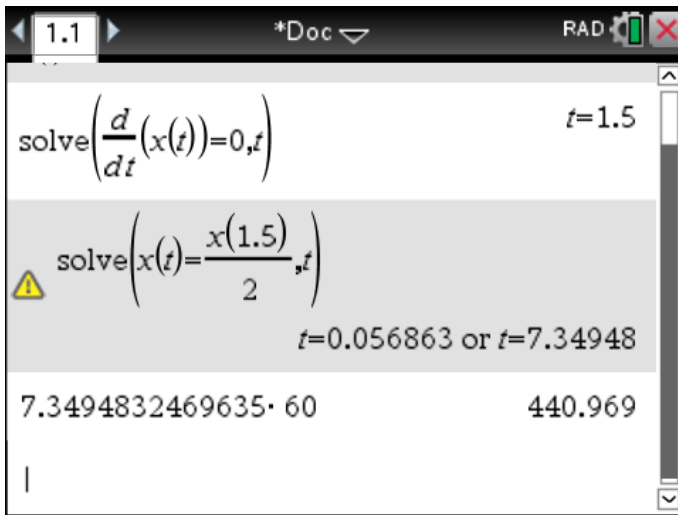 1.1 *Doc RAD
solve(d/dt(x(t))=0,t) t=1.5
solve(x(t)=x(1.5)/2,t)
t=0.056863 or t=7.34948
7.3494832469635·60 440.969